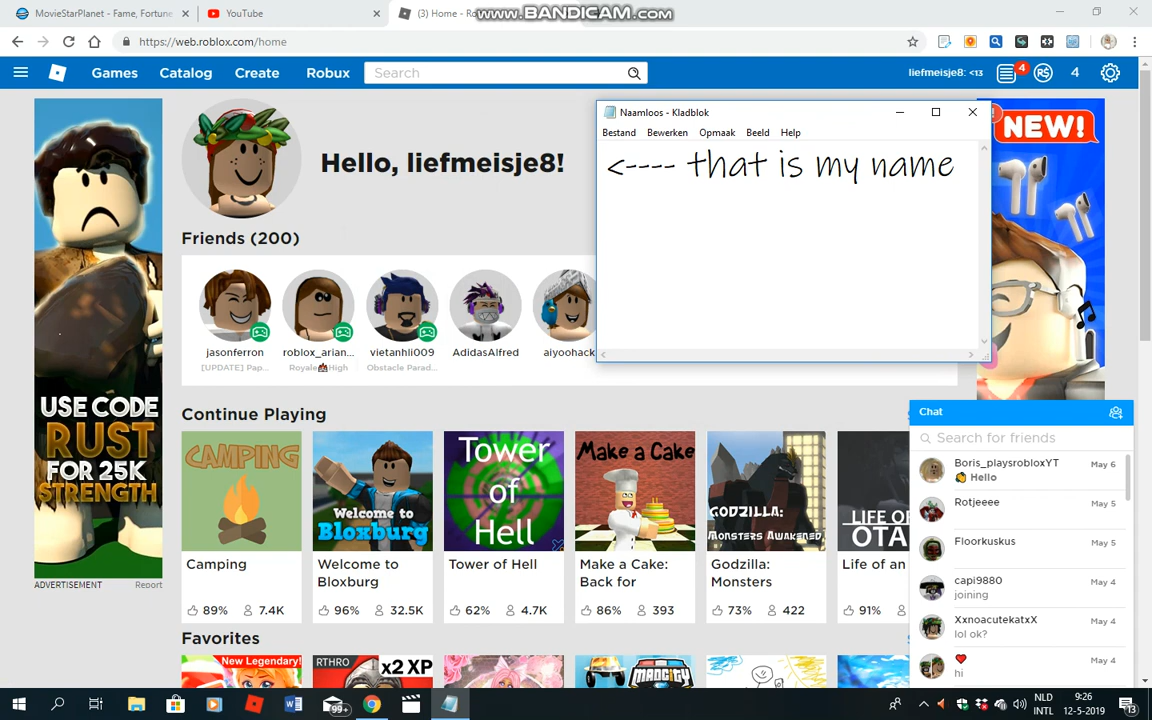 MovieStarPlanet - Fame, Fortune
YouTube
(3) Home - Ro
www.BANDICAM.com
https://web.roblox.com/home
Games
Catalog
Create
Robux
Search
liefmeisje8: <13
4
4
Hello, liefmeisje8!
Friends (200)
jasonferron
[UPDATE] Pap...
roblox_arian...
Royale🏰High
vietanhli009
Obstacle Parad...
AdidasAlfred
aiyoohack
Naamloos - Kladblok
Bestand
Bewerken
Opmaak
Beeld
Help
<---- that is my name
USE CODE
RUST
FOR 25K
STRENGTH
ADVERTISEMENT
Report
NEW!
Continue Playing
CAMPING
Welcome to
Bloxburg
Tower
of
Hell
Make a Cake
GODZILLA:
MONSTERS AWAKENED
LIFE OF
OTA
Camping
89%
7.4K
Welcome to
Bloxburg
96%
32.5K
Tower of Hell
62%
4.7K
Make a Cake:
Back for
86%
393
Godzilla:
Monsters
73%
422
Life of an
91%
Favorites
New Legendary!
RTHRO
x2 XP
MADCITY
Chat
Search for friends
Boris_playsrobloxYT
May 6
👏 Hello
Rotjeeee
May 5
Floorkuskus
May 5
capi9880
May 4
joining
XxnoacutekatxX
May 4
lol ok?
❤
May 4
hi
99+
NLD
INTL
9:26
12-5-2019
13